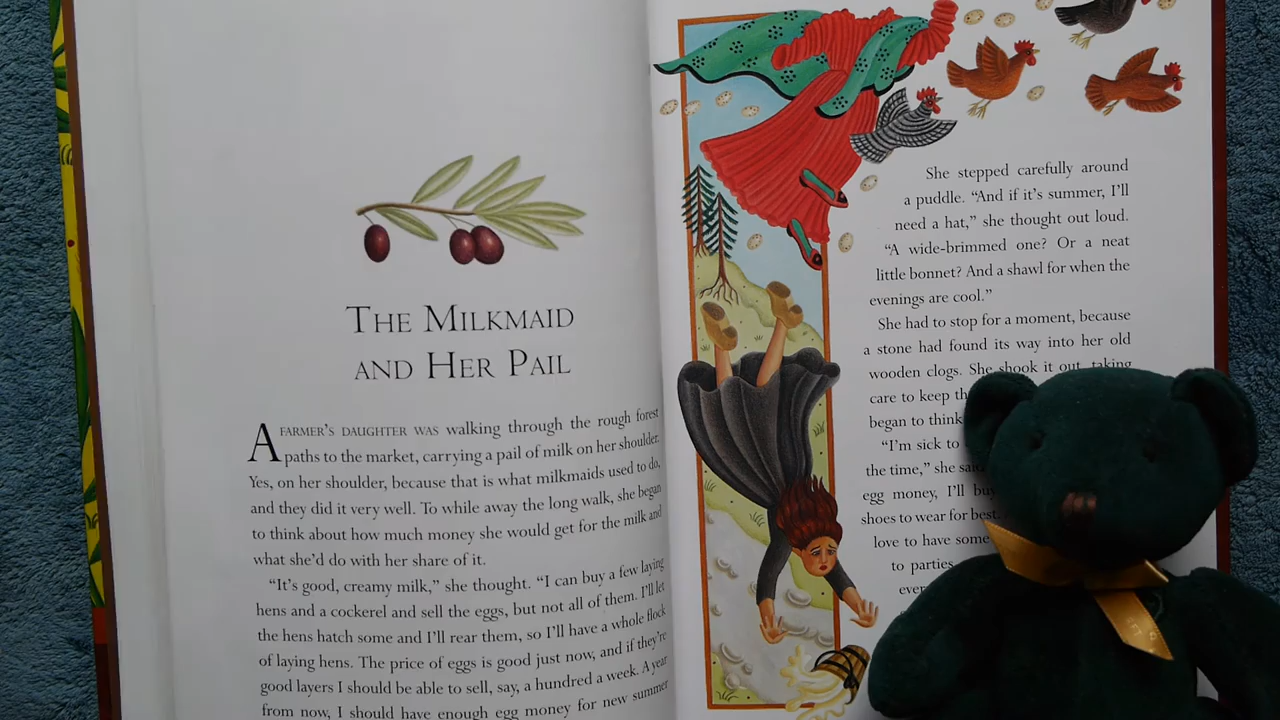 THE MILKMAID
AND HER PAIL
A FARMER'S DAUGHTER WAS walking through the rough forest
paths to the market, carrying a pail of milk on her shoulder.
Yes, on her shoulder, because that is what milkmaids used to do,
and they did it very well. To while away the long walk, she began
to think about how much money she would get for the milk and
what she'd do with her share of it.
"It's good, creamy milk," she thought. "I can buy a few laying
hens and a cockerel and sell the eggs, but not all of them. I'll let
the hens hatch some and I'll rear them, so I'll have a whole flock
of laying hens. The price of eggs is good just now, and if they're
good layers I should be able to sell, say, a hundred a week. A year
from now, I should have enough egg money for new summer
She stepped carefully around
a puddle. "And if it's summer, I'll
need a hat," she thought out loud.
"A wide-brimmed one? Or a neat
little bonnet? And a shawl for when the
evenings are cool."
She had to stop for a moment, because
a stone had found its way into her old
wooden clogs. She shook it out, taking
care to keep
began to think
"I'm sick to
the time," she said
egg money, I'll buy
shoes to wear for best.
love to have some
to parties